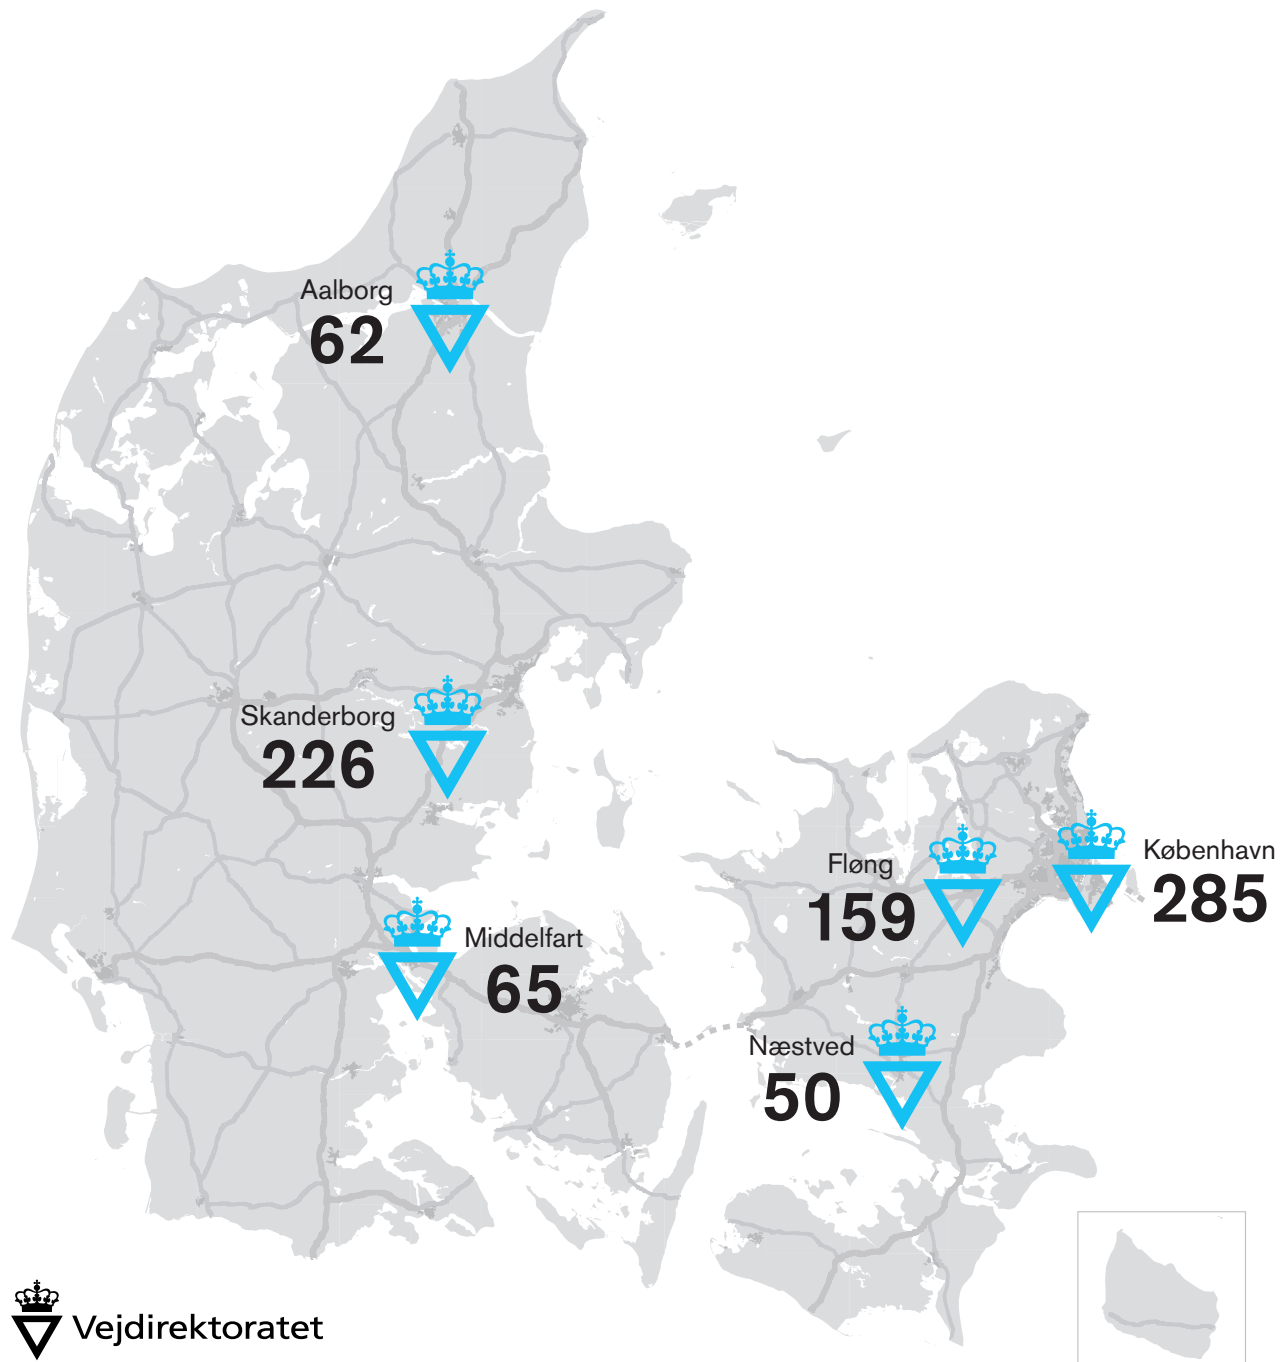 Aalborg
62
Skanderborg
226
Middelfart
65
Fløng
159
København
285
Næstved
50
Vejdirektoratet